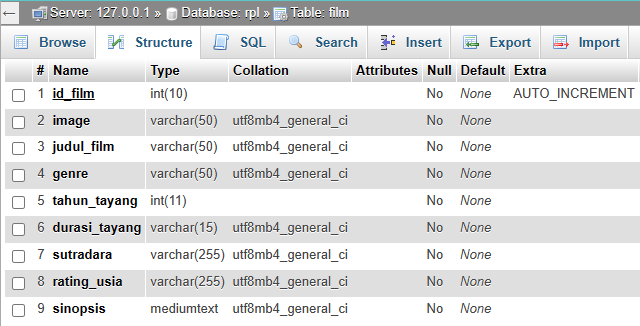 ← Server: 127.0.0.1 » Database: rpl » Table: film
Browse Structure SQL Search Insert Export Import
# Name Type Collation Attributes Null Default Extra
1 id_film int(10) No None AUTO_INCREMENT
2 image varchar(50) utf8mb4_general_ci No None
3 judul_film varchar(50) utf8mb4_general_ci No None
4 genre varchar(50) utf8mb4_general_ci No None
5 tahun_tayang int(11) No None
6 durasi_tayang varchar(15) utf8mb4_general_ci No None
7 sutradara varchar(255) utf8mb4_general_ci No None
8 rating_usia varchar(255) utf8mb4_general_ci No None
9 sinopsis mediumtext utf8mb4_general_ci No None